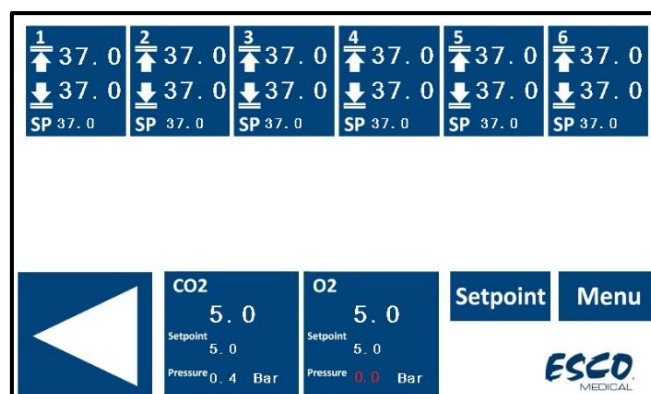 1 2 3 4 5 6
37.0 37.0 37.0 37.0 37.0 37.0
37.0 37.0 37.0 37.0 37.0 37.0
SP 37.0 SP 37.0 SP 37.0 SP 37.0 SP 37.0 SP 37.0
CO2
5.0
Setpoint
5.0
Pressure 0.4 Bar
O2
5.0
Setpoint
5.0
Pressure 0.0 Bar
Setpoint
Menu
ESCO
MEDICAL